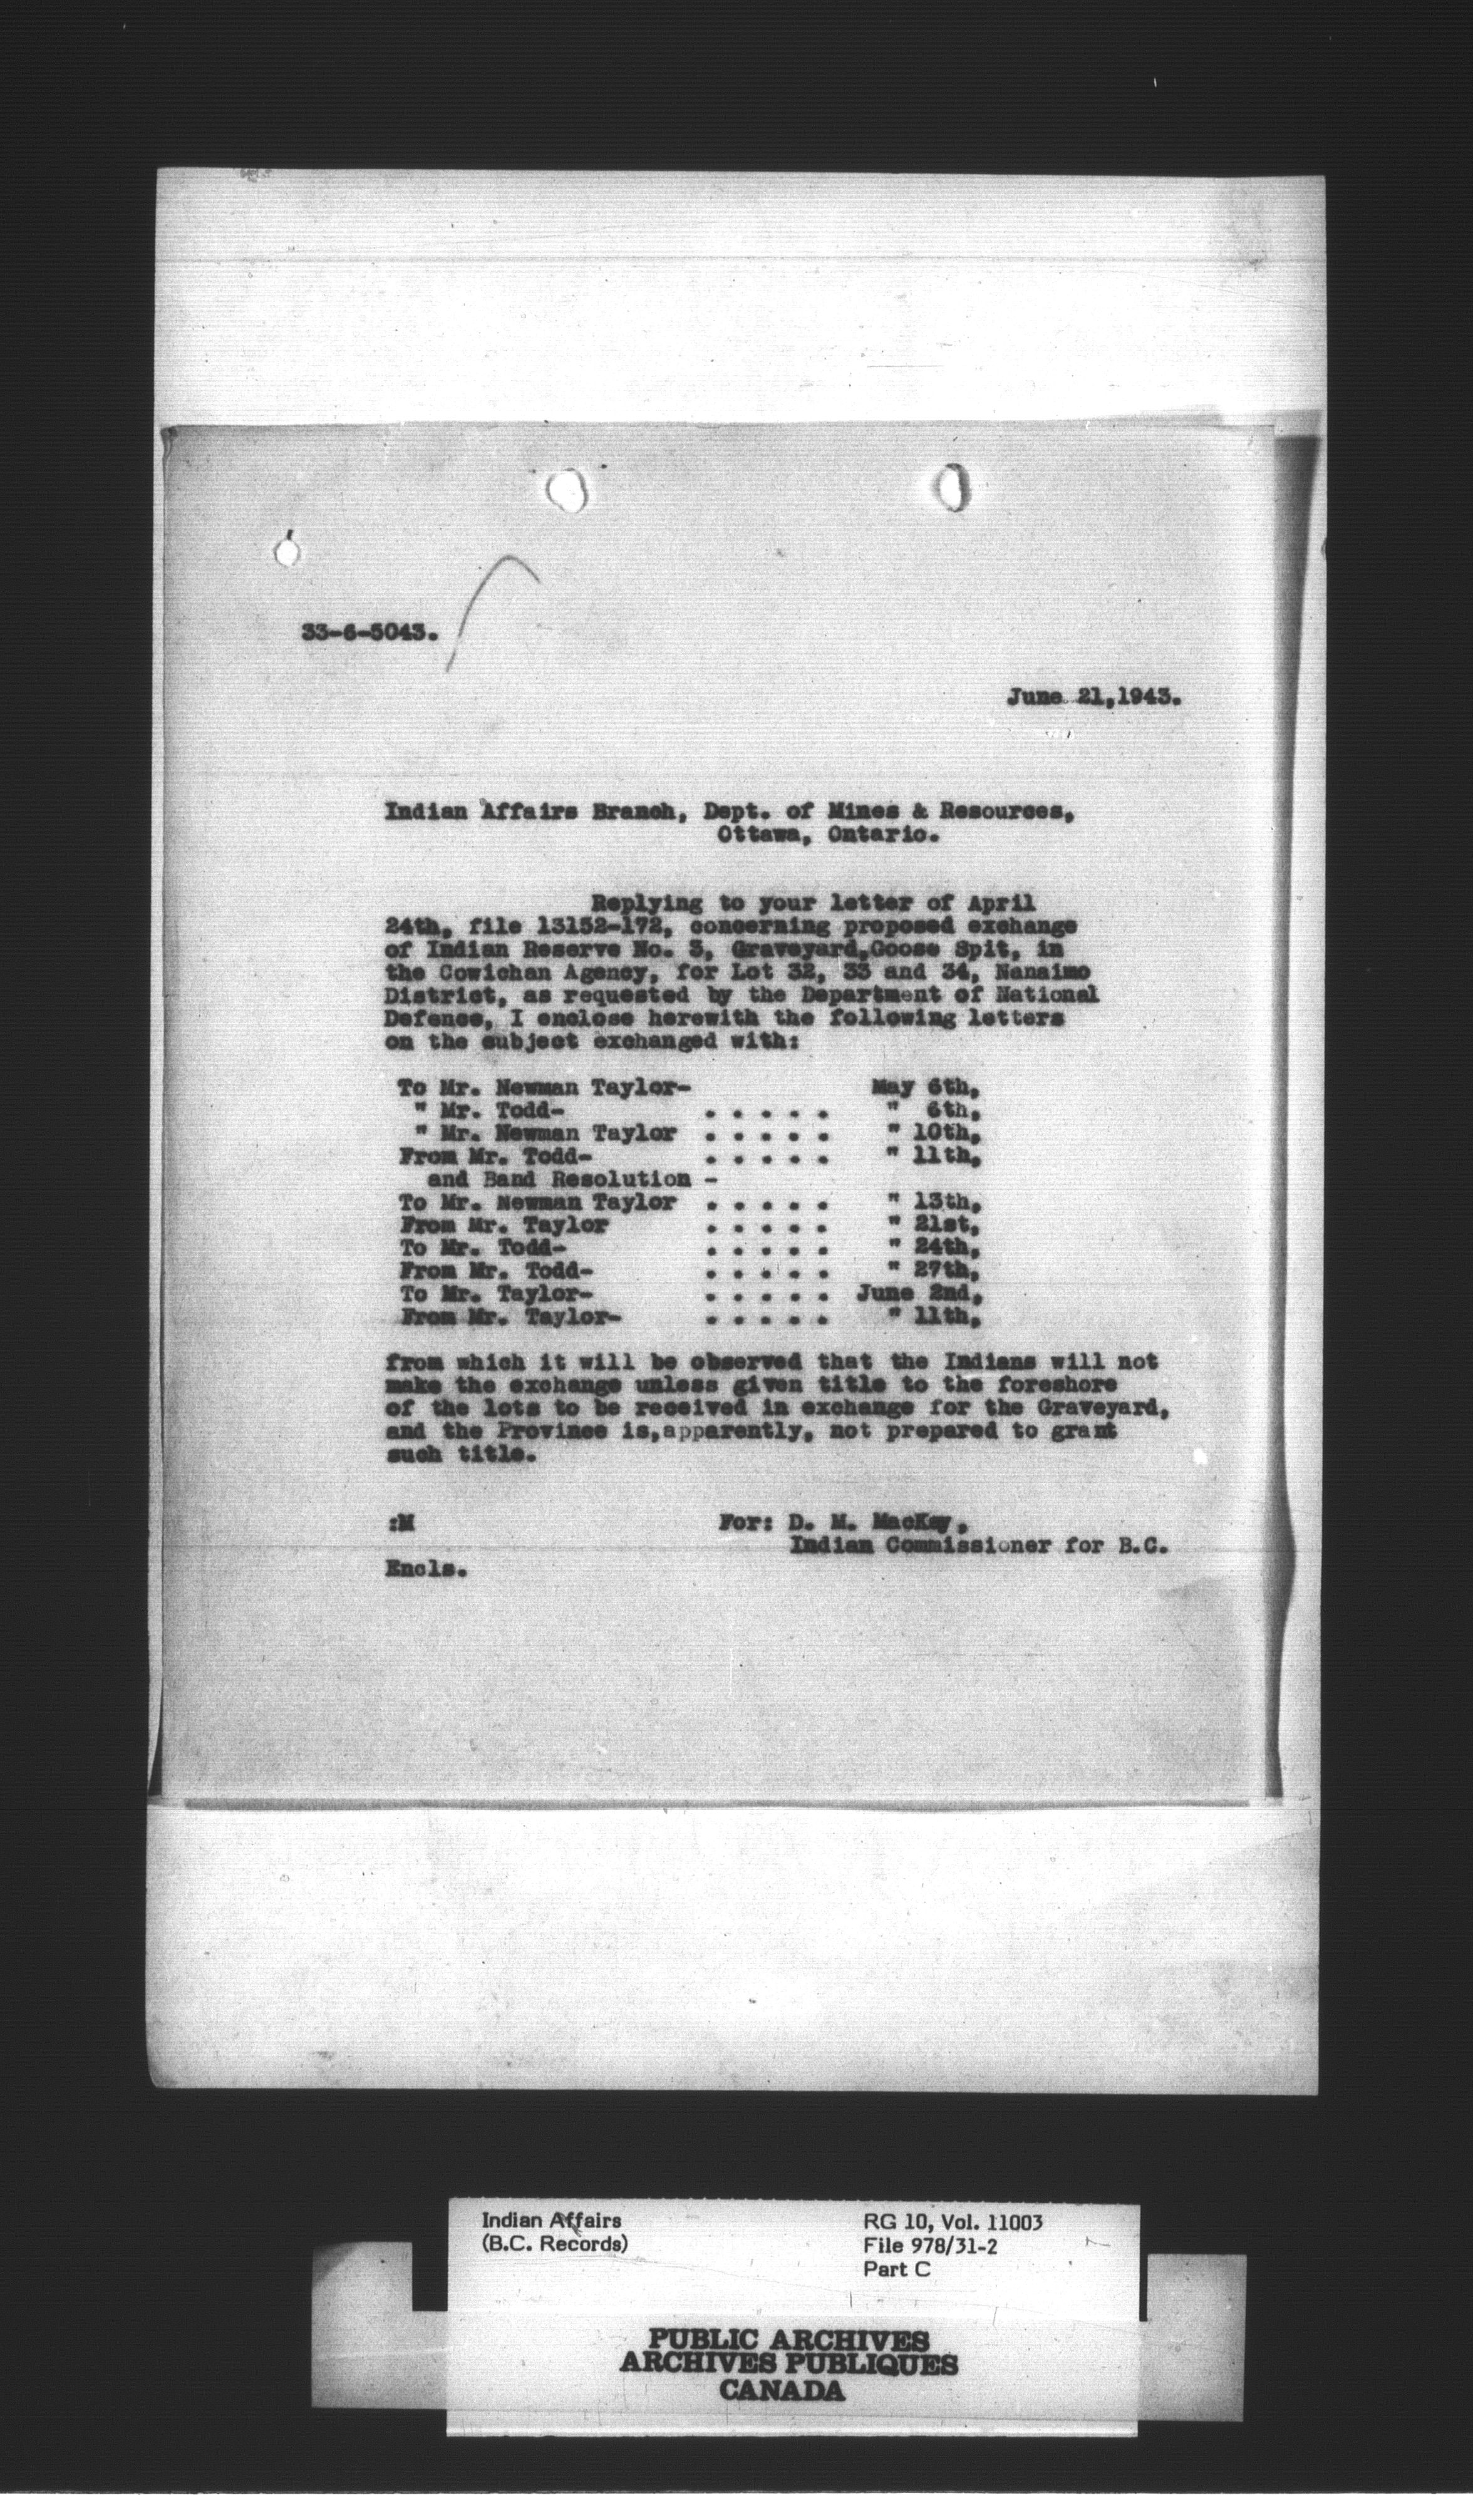 33-6-5043.
June 21,1943.
Indian Affairs Branch, Dept. of Mines & Resources,
Ottawa, Ontario.
Replying to your letter of April
24th, file 13152-172, concerning proposed exchange
of Indian Reserve No. 3, Graveyard,Goose Spit, in
the Cowichan Agency, for Lot 32, 33 and 34, Nanaimo
District, as requested by the Department of National
Defence, I enclose herewith the following letters
on the subject exchanged with:
To Mr. Newman Taylor- May 6th,
" Mr. Todd- . . . . . " 6th,
" Mr. Newman Taylor . . . . . " 10th,
From Mr. Todd- . . . . . " 11th,
and Band Resolution -
To Mr. Newman Taylor . . . . . " 13th,
From Mr. Taylor . . . . . " 21st,
To Mr. Todd- . . . . . " 24th,
From Mr. Todd- . . . . . " 27th,
To Mr. Taylor- . . . . . June 2nd,
From Mr. Taylor- . . . . . " 11th,
from which it will be observed that the Indians will not
make the exchange unless given title to the foreshore
of the lots to be received in exchange for the Graveyard,
and the Province is,apparently, not prepared to grant
such title.
:M For: D. M. MacKay,
Indian Commissioner for B.C.
Encls.
Indian Affairs RG 10, Vol. 11003
(B.C. Records) File 978/31-2
Part C
PUBLIC ARCHIVES
ARCHIVES PUBLIQUES
CANADA